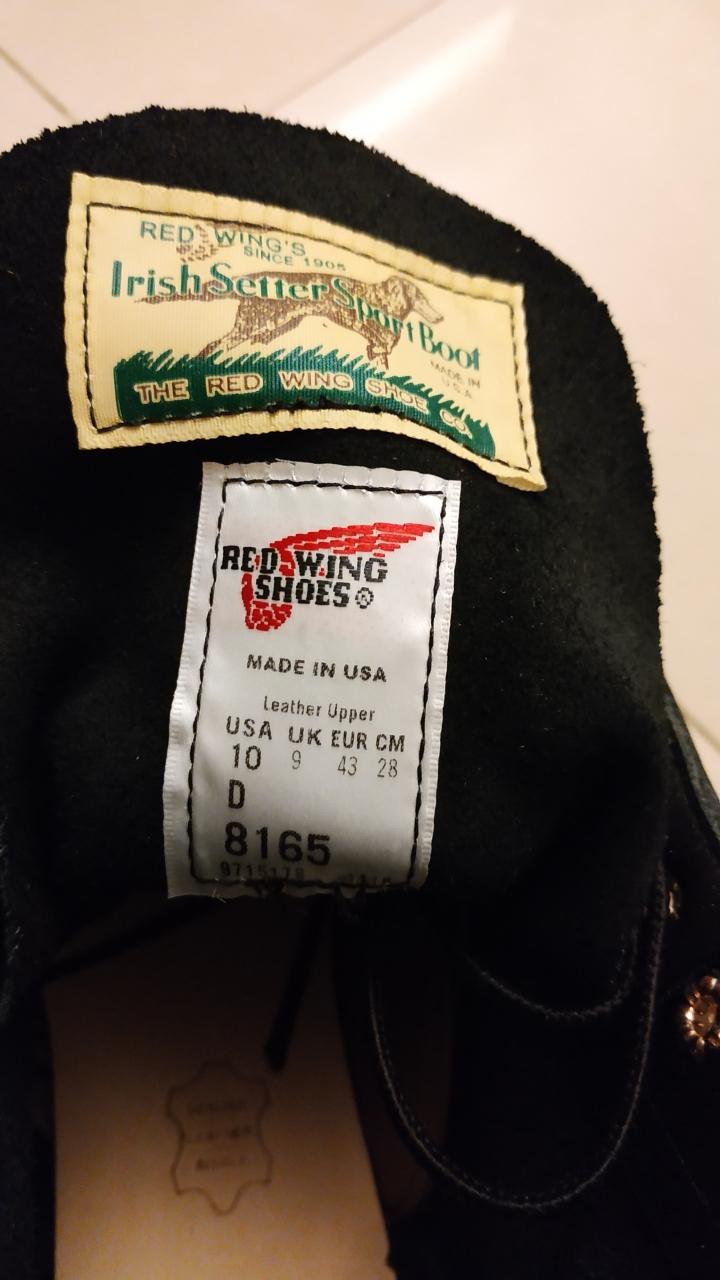 RED WING'S
SINCE 1905
Irish Setter Sport Boot
MADE IN
U.S.A
THE RED WING SHOE CO.
RED WING
SHOES®
MADE IN USA
Leather Upper
USA UK EUR CM
10 9 43 28
D
8165
LEATHER